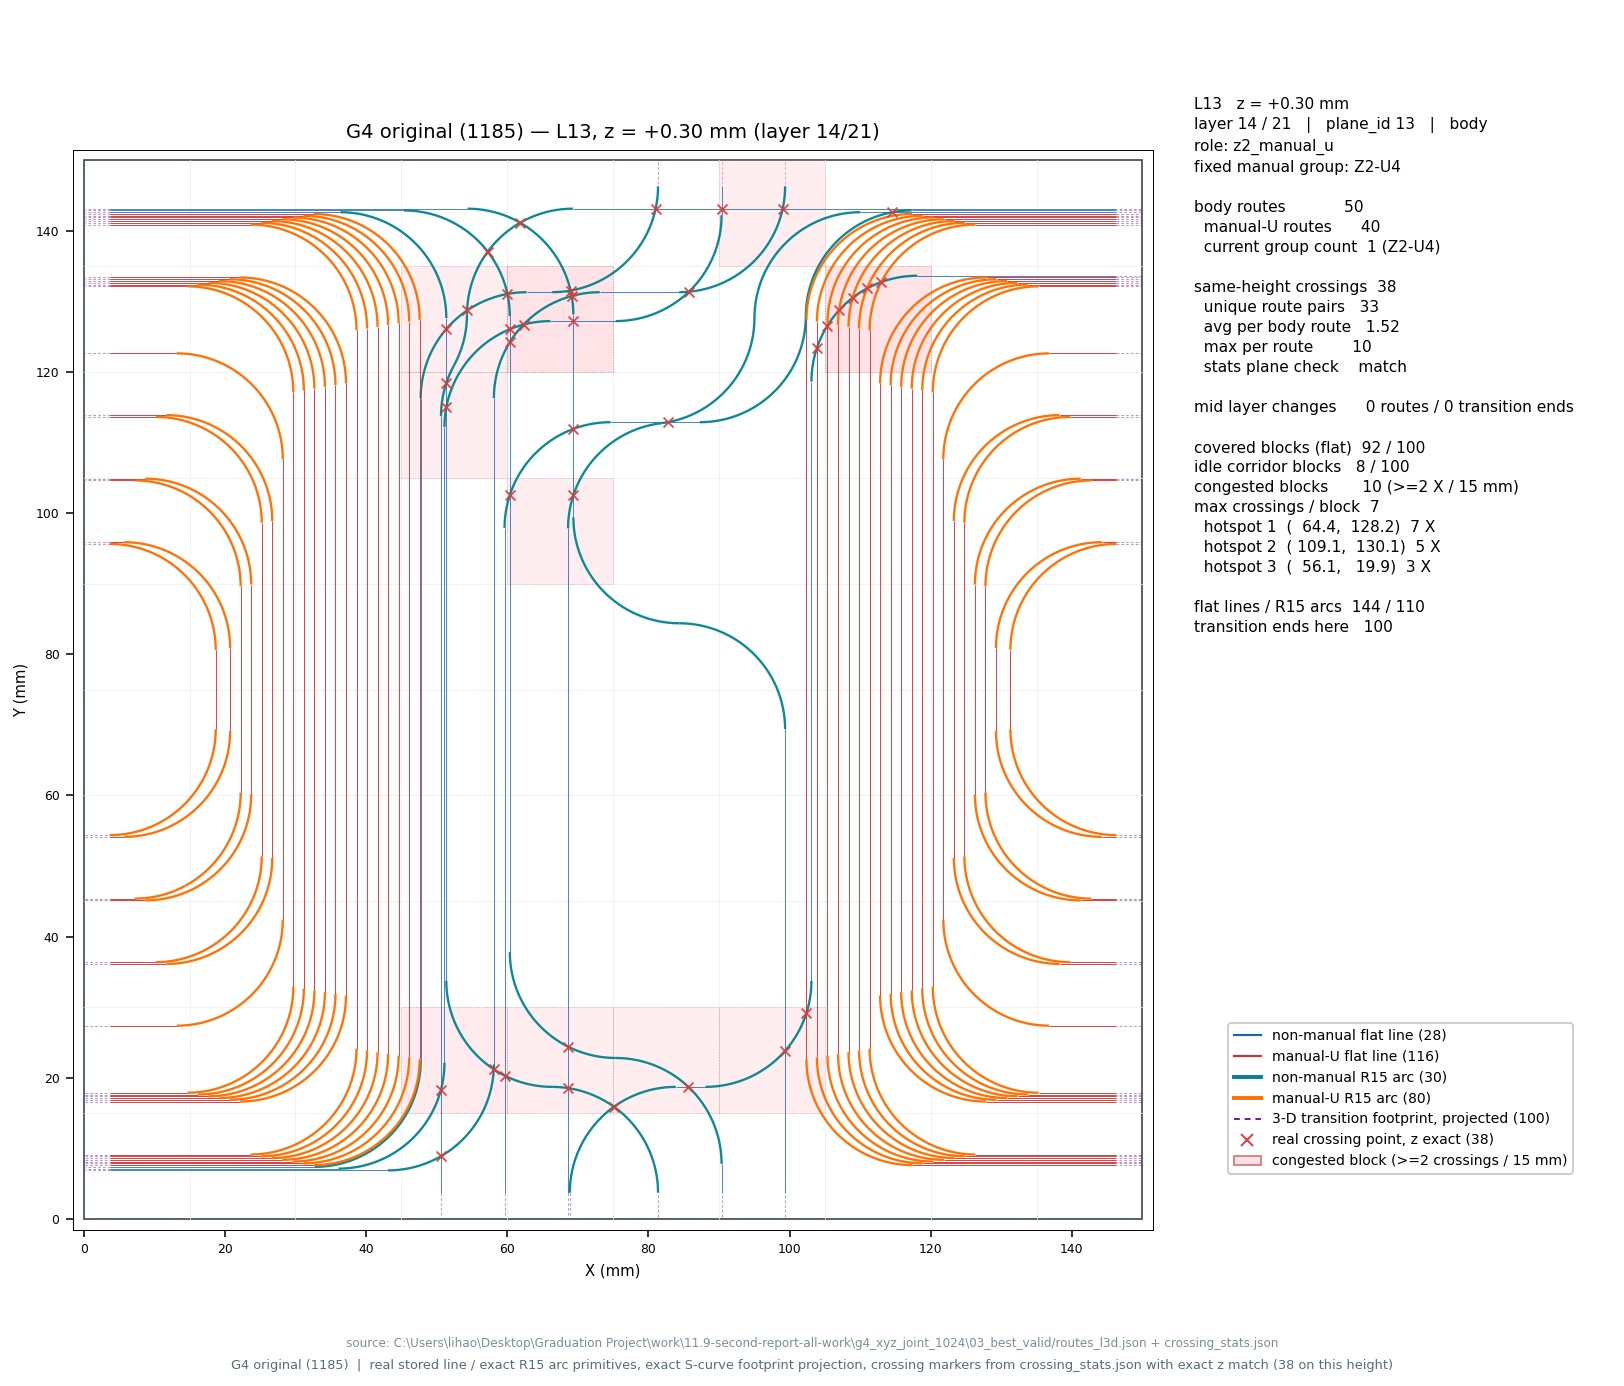 G4 original (1185) — L13, z = +0.30 mm (layer 14/21)
L13   z = +0.30 mm
layer 14 / 21   |   plane_id 13   |   body
role: z2_manual_u
fixed manual group: Z2-U4
body routes            50
manual-U routes      40
current group count  1 (Z2-U4)
same-height crossings  38
unique route pairs   33
avg per body route   1.52
max per route        10
stats plane check    match
mid layer changes      0 routes / 0 transition ends
covered blocks (flat)  92 / 100
idle corridor blocks   8 / 100
congested blocks       10 (>=2 X / 15 mm)
max crossings / block  7
hotspot 1  (  64.4,  128.2)  7 X
hotspot 2  ( 109.1,  130.1)  5 X
hotspot 3  (  56.1,   19.9)  3 X
flat lines / R15 arcs  144 / 110
transition ends here   100
140
120
100
80
60
40
20
0
Y (mm)
0
20
40
60
80
100
120
140
X (mm)
non-manual flat line (28)
manual-U flat line (116)
non-manual R15 arc (30)
manual-U R15 arc (80)
3-D transition footprint, projected (100)
real crossing point, z exact (38)
congested block (>=2 crossings / 15 mm)
source: C:\Users\lihao\Desktop\Graduation Project\work\11.9-second-report-all-work\g4_xyz_joint_1024\03_best_valid/routes_l3d.json + crossing_stats.json
G4 original (1185)  |  real stored line / exact R15 arc primitives, exact S-curve footprint projection, crossing markers from crossing_stats.json with exact z match (38 on this height)